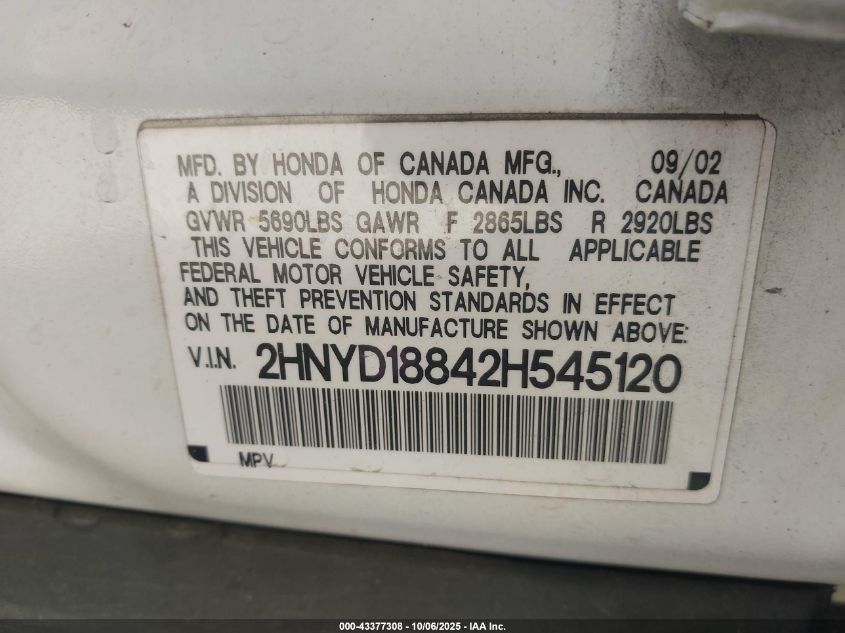 MFD. BY HONDA OF CANADA MFG., 09/02
A DIVISION OF HONDA CANADA INC. CANADA
GVWR 5690LBS GAWR F 2865LBS R 2920LBS
THIS VEHICLE CONFORMS TO ALL APPLICABLE
FEDERAL MOTOR VEHICLE SAFETY,
AND THEFT PREVENTION STANDARDS IN EFFECT
ON THE DATE OF MANUFACTURE SHOWN ABOVE:
V.I.N. 2HNYD18842H545120
MPV
000-43377308 - 10/06/2025 - IAA Inc.